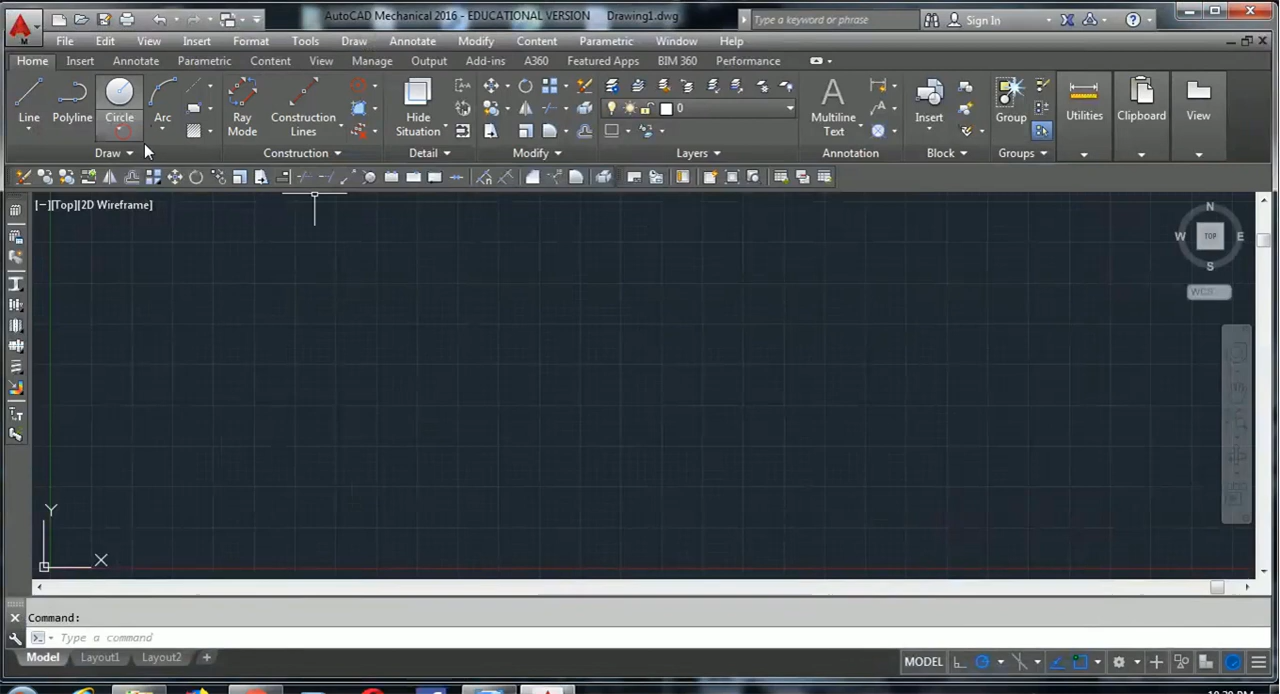 AutoCAD Mechanical 2016 - EDUCATIONAL VERSION Drawing1.dwg
Type a keyword or phrase
Sign In
File Edit View Insert Format Tools Draw Annotate Modify Content Parametric Window Help
Home Insert Annotate Parametric Content View Manage Output Add-ins A360 Featured Apps BIM 360 Performance
Line Polyline Circle Arc
Ray Mode
Construction Lines
Hide Situation
0
Multiline Text
Insert
Group
Utilities
Clipboard
View
Draw Construction Detail Modify Layers Annotation Block Groups
[−][Top][2D Wireframe]
N
W TOP E
S
WCS
Y
X
Command:
Type a command
Model Layout1 Layout2 +
MODEL